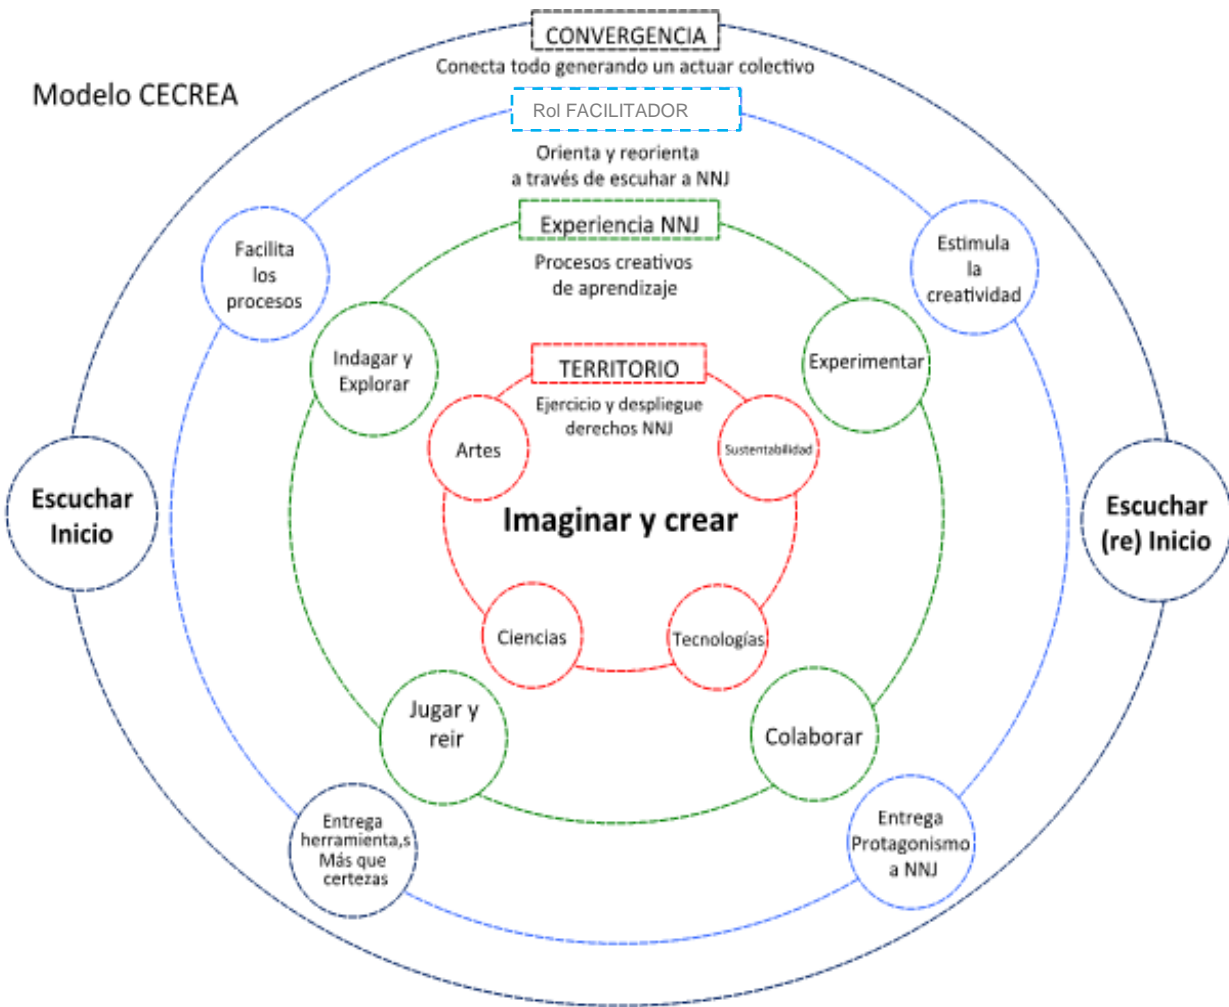 CONVERGENCIA
Conecta todo generando un actuar colectivo
Modelo CECREA
Rol FACILITADOR
Orienta y reorienta
a través de escuhar a NNJ
Experiencia NNJ
Procesos creativos
de aprendizaje
Facilita
los
procesos
Estimula
la
creatividad
Indagar y
Explorar
Experimentar
TERRITORIO
Ejercicio y despliegue
derechos NNJ
Artes
Sustentabilidad
Escuchar
Inicio
Imaginar y crear
Escuchar
(re) Inicio
Ciencias
Tecnologías
Jugar y
reir
Colaborar
Entrega
herramienta,s
Más que
certezas
Entrega
Protagonismo
a NNJ